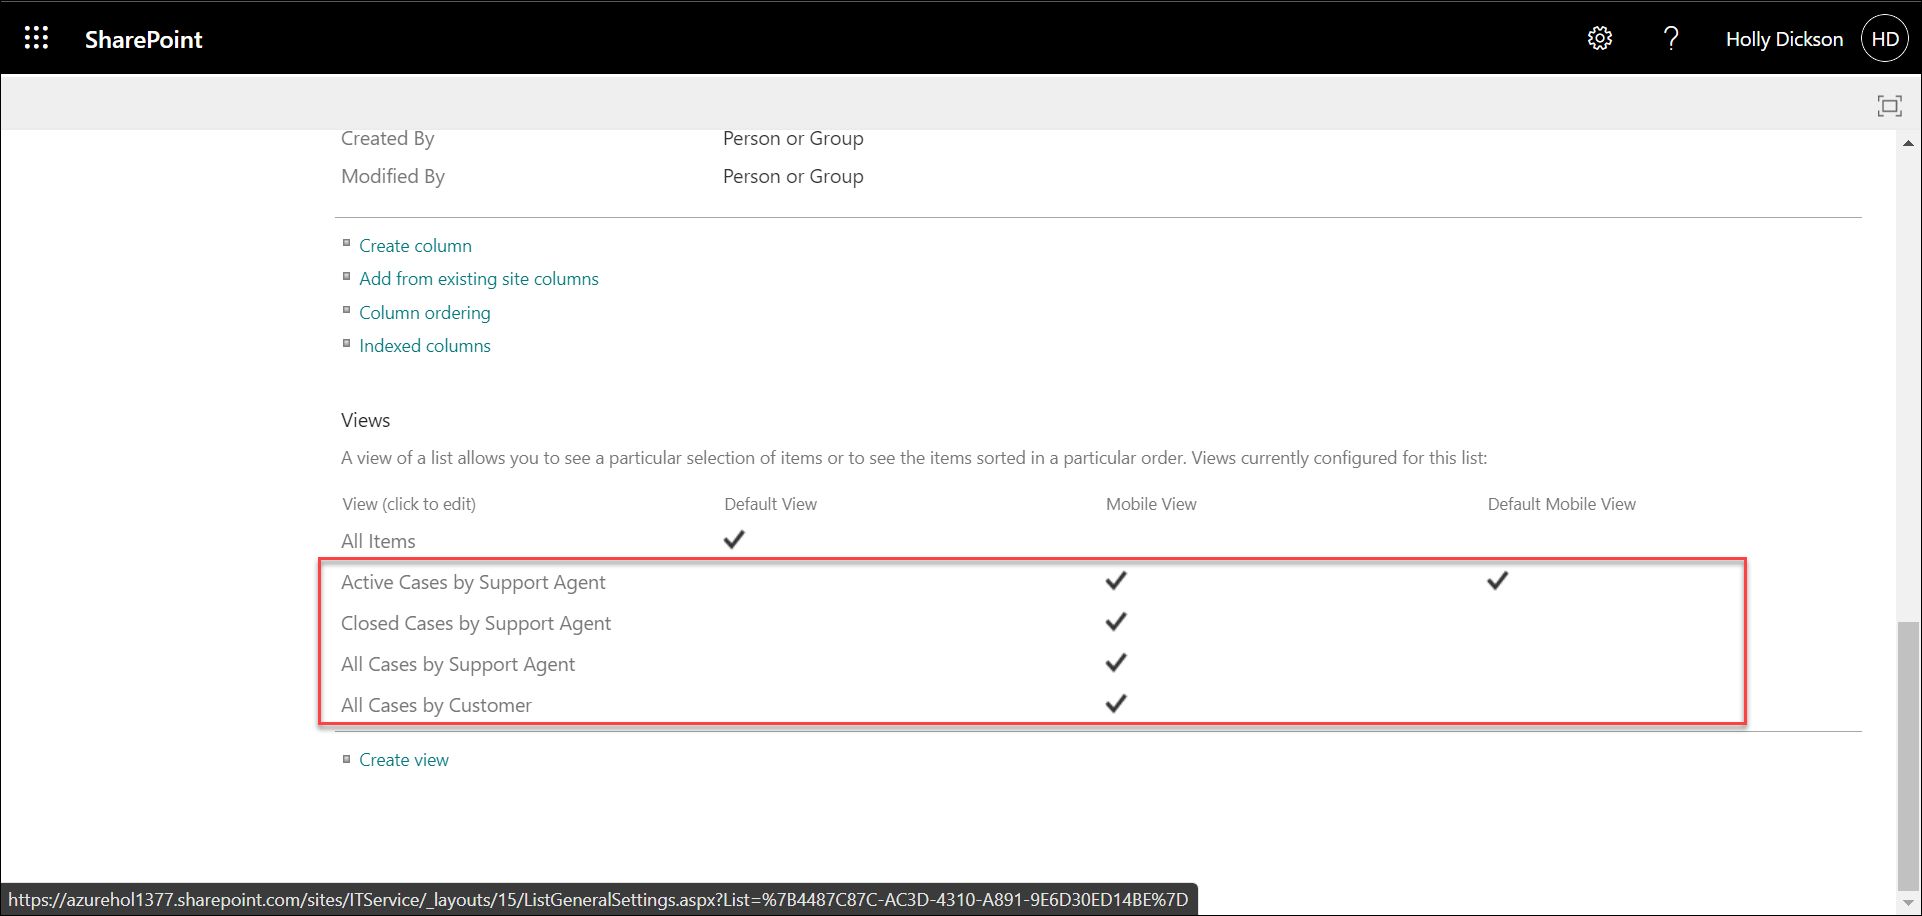 SharePoint
? Holly Dickson HD
Created By Person or Group
Modified By Person or Group
Create column
Add from existing site columns
Column ordering
Indexed columns
Views
A view of a list allows you to see a particular selection of items or to see the items sorted in a particular order. Views currently configured for this list:
View (click to edit) Default View Mobile View Default Mobile View
All Items
Active Cases by Support Agent
Closed Cases by Support Agent
All Cases by Support Agent
All Cases by Customer
Create view
https://azurehol1377.sharepoint.com/sites/ITService/_layouts/15/ListGeneralSettings.aspx?List=%7B4487C87C-AC3D-4310-A891-9E6D30ED14BE%7D